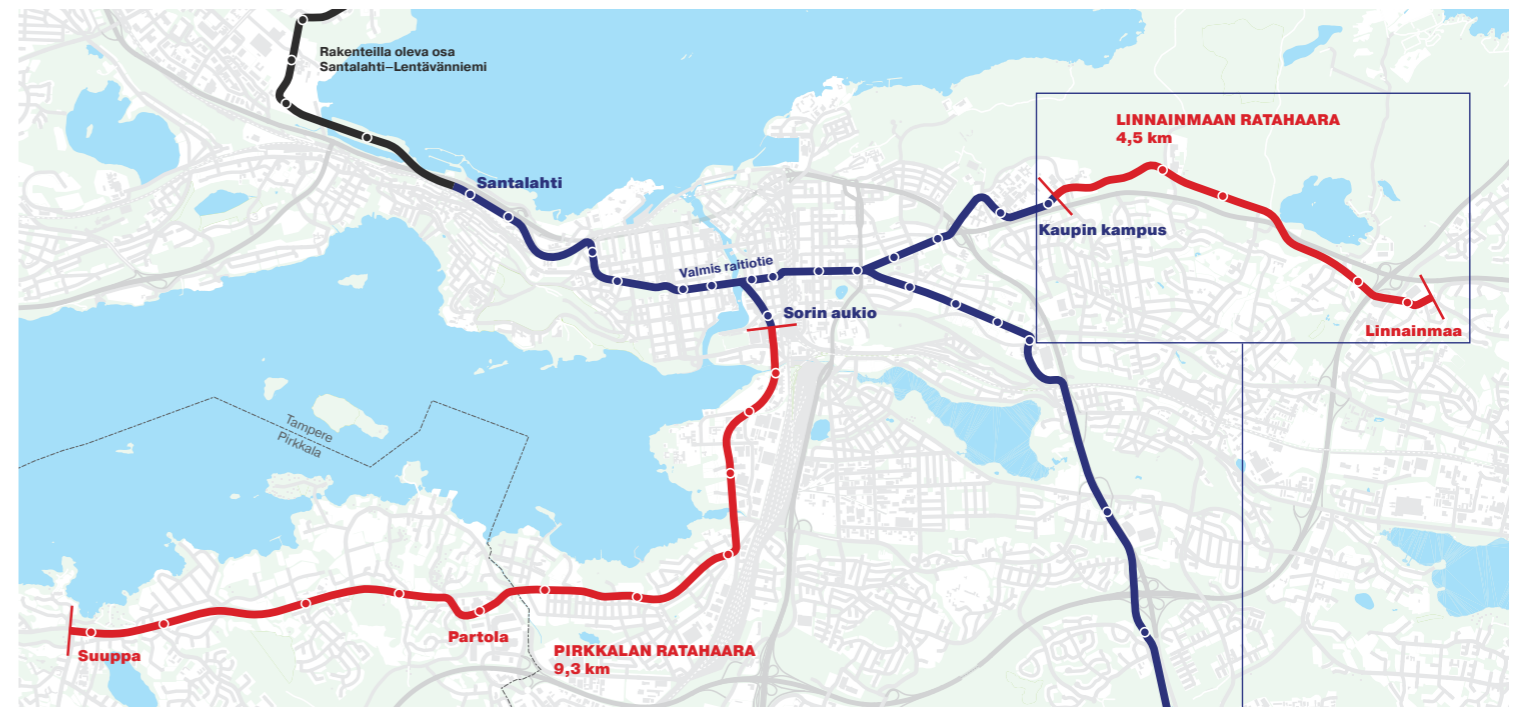 Rakenteilla oleva osa
Santalahti–Lentävänniemi
LINNAINMAAN RATAHAARA
4,5 km
Santalahti
Kaupin kampus
Valmis raitiotie
Sorin aukio
Linnainmaa
Tampere
Pirkkala
Partola
Suuppa
PIRKKALAN RATAHAARA
9,3 km